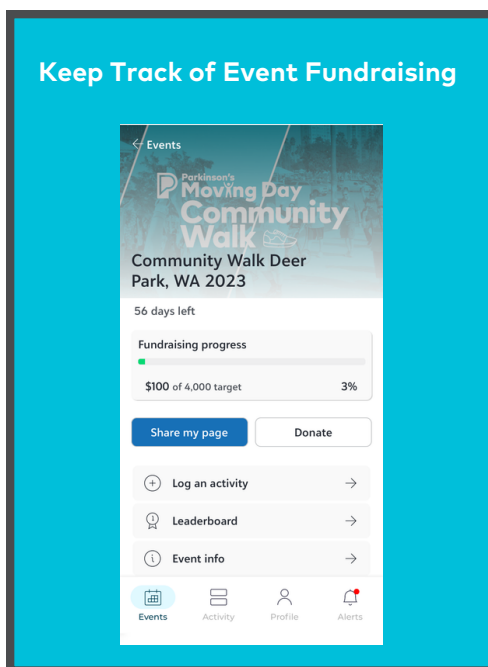 Keep Track of Event Fundraising
← Events
Parkinson's
Moving Day
Community
Walk
Community Walk Deer
Park, WA 2023
56 days left
Fundraising progress
$100 of 4,000 target 3%
Share my page Donate
Log an activity →
Leaderboard →
Event info →
Events Activity Profile Alerts